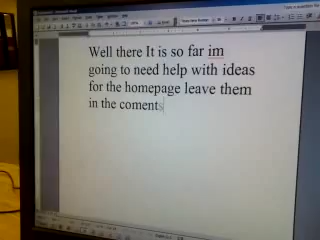 Well there It is so far im
going to need help with ideas
for the homepage leave them
in the coments